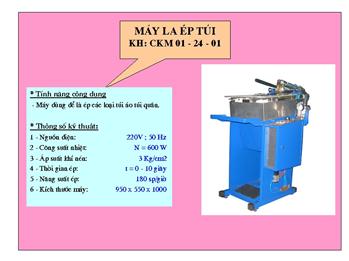 MÁY LA ÉP TÚI
KH: CKM 01 - 24 - 01
* Tính năng công dụng
- Máy dùng để là ép các loại túi áo túi quần.
* Thông số kỹ thuật:
1 - Nguồn điện: 220V ; 50 Hz
2 - Công suất nhiệt: N = 600 W
3 - Áp suất khí nén: 3 Kg/cm2
4 - Thời gian ép: t = 0 - 10 giây
5 - Năng suất ép: 180 sp/giờ
6 - Kích thước máy: 950 x 550 x 1000